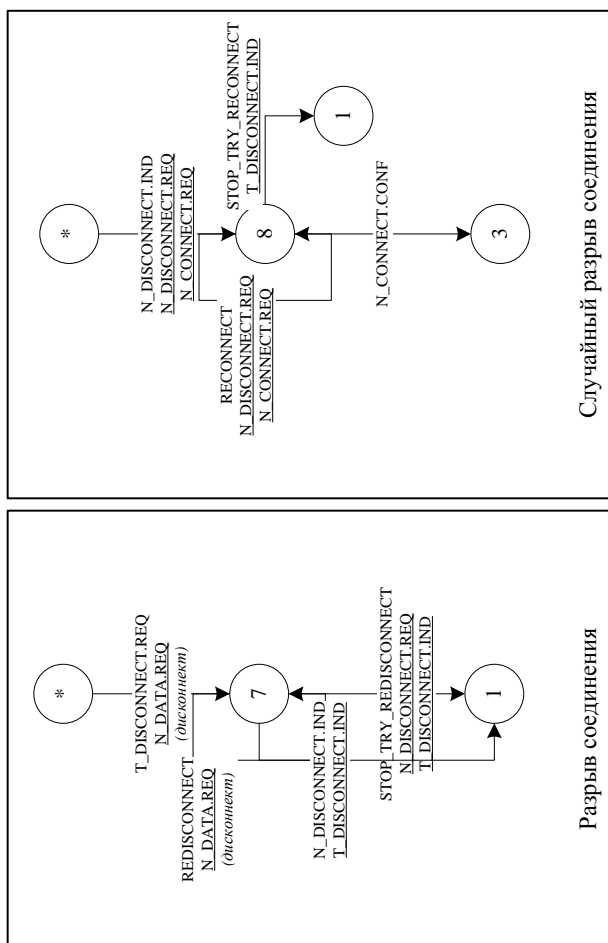 *
T_DISCONNECT.REQ
N_DATA.REQ
(дисконнект)
REDISCONNECT
N_DATA.REQ
(дисконнект)
7
N_DISCONNECT.IND
T_DISCONNECT.IND
STOP_TRY_REDISCONNECT
N_DISCONNECT.REQ
T_DISCONNECT.IND
1
Разрыв соединения
*
N_DISCONNECT.IND
N_DISCONNECT.REQ
N_CONNECT.REQ
RECONNECT
N_DISCONNECT.REQ
N_CONNECT.REQ
8
STOP_TRY_RECONNECT
T_DISCONNECT.IND
1
N_CONNECT.CONF
3
Случайный разрыв соединения